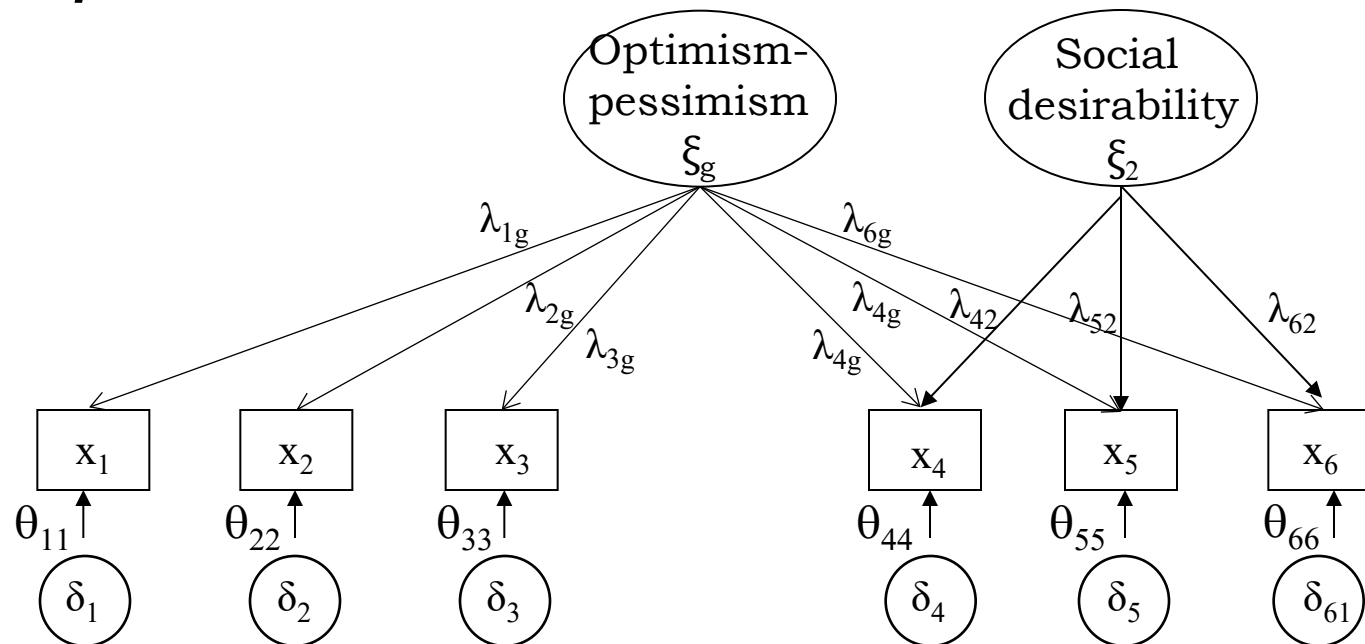 Optimism-
pessimism
ξg
Social
desirability
ξ2
λ1g
λ6g
λ2g
λ4g
λ42
λ52
λ62
λ3g
λ4g
x1
x2
x3
x4
x5
x6
θ11
θ22
θ33
θ44
θ55
θ66
δ1
δ2
δ3
δ4
δ5
δ61